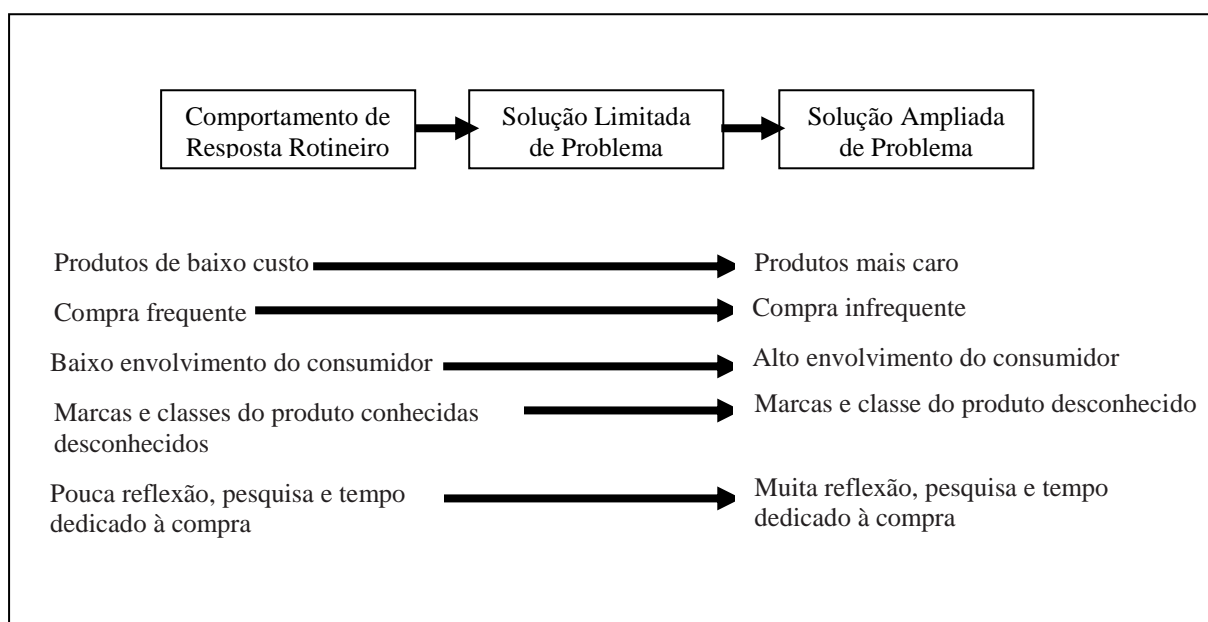 Comportamento de
Resposta Rotineiro
Solução Limitada
de Problema
Solução Ampliada
de Problema
Produtos de baixo custo
Produtos mais caro
Compra frequente
Compra infrequente
Baixo envolvimento do consumidor
Alto envolvimento do consumidor
Marcas e classes do produto conhecidas
desconhecidos
Marcas e classe do produto desconhecido
Pouca reflexão, pesquisa e tempo
dedicado à compra
Muita reflexão, pesquisa e tempo
dedicado à compra